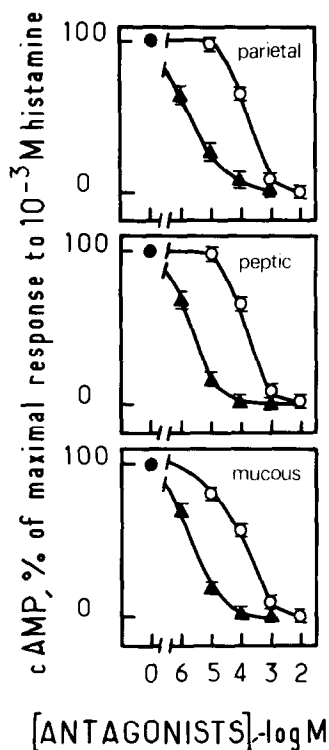 cAMP, % of maximal response to 10⁻³M histamine
100
parietal
0
100
peptic
0
100
mucous
0
0 6 5 4 3 2
[ANTAGONISTS],-log M